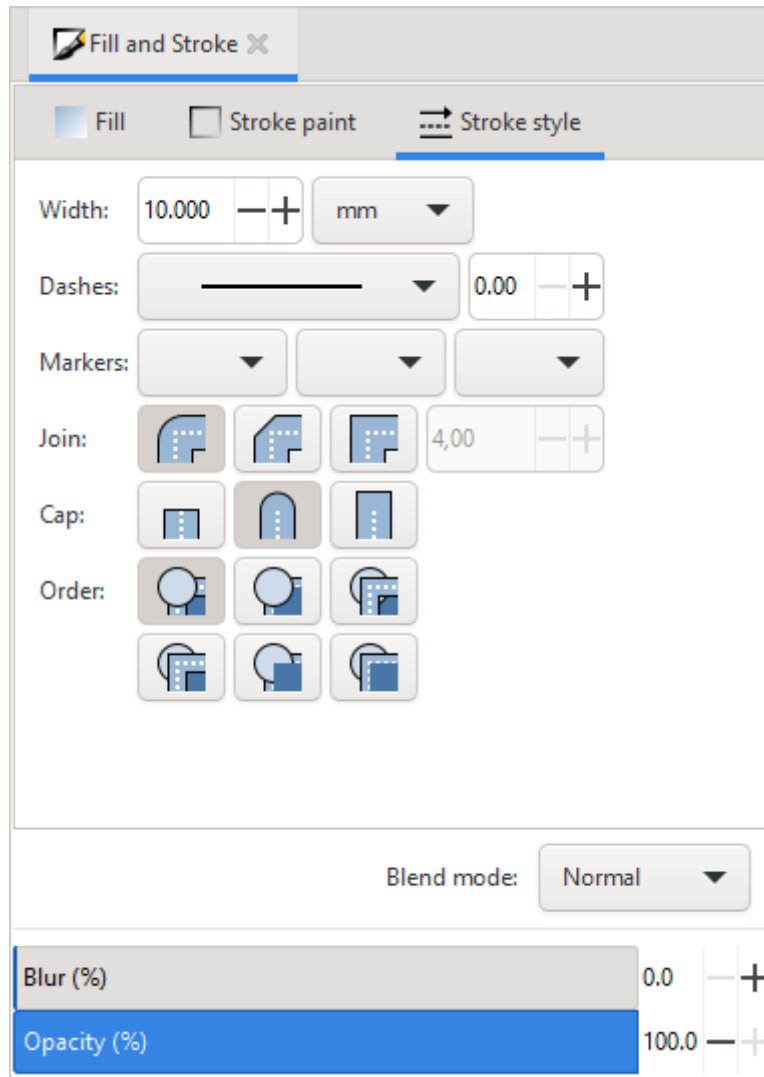 Fill and Stroke
Fill Stroke paint Stroke style
Width: 10.000 mm
Dashes: 0.00
Markers:
Join: 4,00
Cap:
Order:
Blend mode: Normal
Blur (%) 0.0
Opacity (%) 100.0